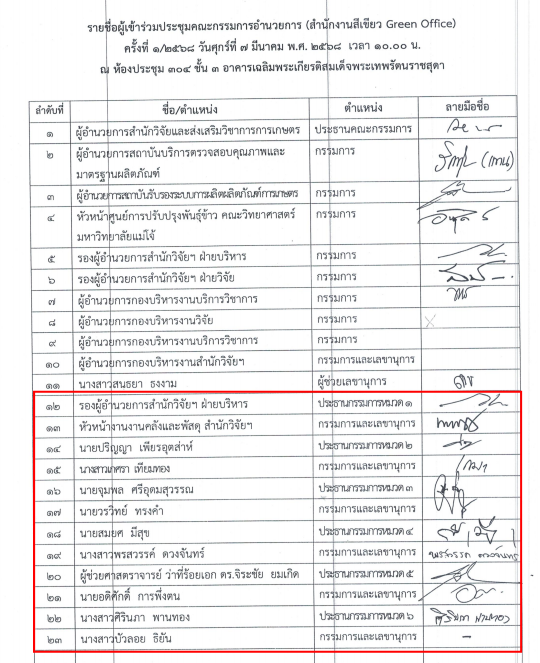 รายชื่อผู้เข้าร่วมประชุมคณะกรรมการอำนวยการ (สำนักงานสีเขียว Green Office)
ครั้งที่ ๑/๒๕๖๘ วันศุกร์ที่ ๗ มีนาคม พ.ศ. ๒๕๖๘ เวลา ๑๐.๐๐ น.
ณ ห้องประชุม ๓๐๔ ชั้น ๓ อาคารเฉลิมพระเกียรติสมเด็จพระเทพรัตนราชสุดา
ลำดับที่ ชื่อ/ตำแหน่ง ตำแหน่ง ลายมือชื่อ
๑ ผู้อำนวยการสำนักวิจัยและส่งเสริมวิชาการการเกษตร ประธานคณะกรรมการ
๒ ผู้อำนวยการสถาบันบริการตรวจสอบคุณภาพและ กรรมการ
มาตรฐานผลิตภัณฑ์ (แทน)
๓ ผู้อำนวยการสถาบันรับรองระบบการผลิตผลิตภัณฑ์การเกษตร กรรมการ
๔ หัวหน้าศูนย์การปรับปรุงพันธุ์ข้าว คณะวิทยาศาสตร์ กรรมการ
มหาวิทยาลัยแม่โจ้
๕ รองผู้อำนวยการสำนักวิจัยฯ ฝ่ายบริหาร กรรมการ
๖ รองผู้อำนวยการสำนักวิจัยฯ ฝ่ายวิจัย กรรมการ
๗ ผู้อำนวยการกองบริหารงานบริการวิชาการ กรรมการ
๘ ผู้อำนวยการกองบริหารงานวิจัย กรรมการ
๙ ผู้อำนวยการกองบริหารงานบริการวิชาการ กรรมการ
๑๐ ผู้อำนวยการกองบริหารงานสำนักวิจัยฯ กรรมการและเลขานุการ
๑๑ นางสาวสนธยา ธงงาม ผู้ช่วยเลขานุการ
๑๒ รองผู้อำนวยการสำนักวิจัยฯ ฝ่ายบริหาร ประธานกรรมการหมวด ๑
๑๓ หัวหน้างานงานคลังและพัสดุ สำนักวิจัยฯ กรรมการและเลขานุการ
๑๔ นายปริญญา เพียรอุตส่าห์ ประธานกรรมการหมวด ๒
๑๕ นางสาวเกศรา เทียมทอง กรรมการและเลขานุการ
๑๖ นายจุมพล ศรีอุดมสุวรรณ ประธานกรรมการหมวด ๓
๑๗ นายวรวิทย์ ทรงคำ กรรมการและเลขานุการ
๑๘ นายสมยศ มีสุข ประธานกรรมการหมวด ๔
๑๙ นางสาวพรสวรรค์ ดวงจันทร์ กรรมการและเลขานุการ พรสวรรค์ ดวงจันทร์
๒๐ ผู้ช่วยศาสตราจารย์ ว่าที่ร้อยเอก ดร.จิระชัย ยมเกิด ประธานกรรมการหมวด ๕
๒๑ นายอดิศักดิ์ การพึ่งตน กรรมการและเลขานุการ
๒๒ นางสาวศิรินภา พานทอง ประธานกรรมการหมวด ๖ ศิรินภา พานทอง
๒๓ นางสาวบัวลอย ธิยัน กรรมการและเลขานุการ -